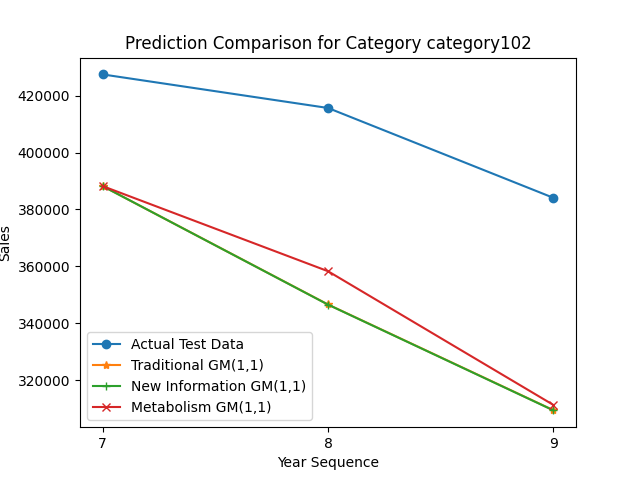 Prediction Comparison for Category category102
420000
400000
380000
360000
340000
320000
Sales
Actual Test Data
Traditional GM(1,1)
New Information GM(1,1)
Metabolism GM(1,1)
7
8
9
Year Sequence